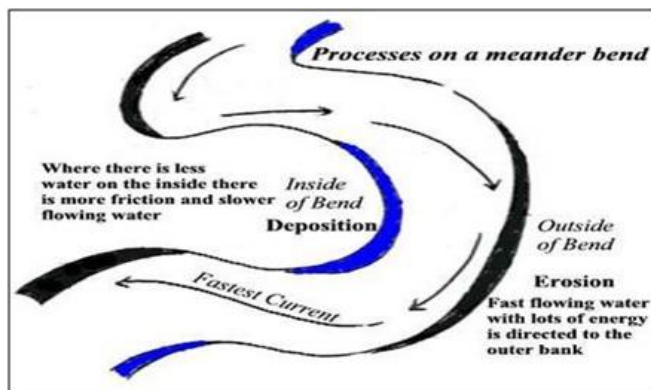 Processes on a meander bend
Where there is less
water on the inside there
is more friction and slower
flowing water
Inside
of Bend
Deposition
Outside
of Bend
Erosion
Fast flowing water
with lots of energy
is directed to the
outer bank
Fastest Current